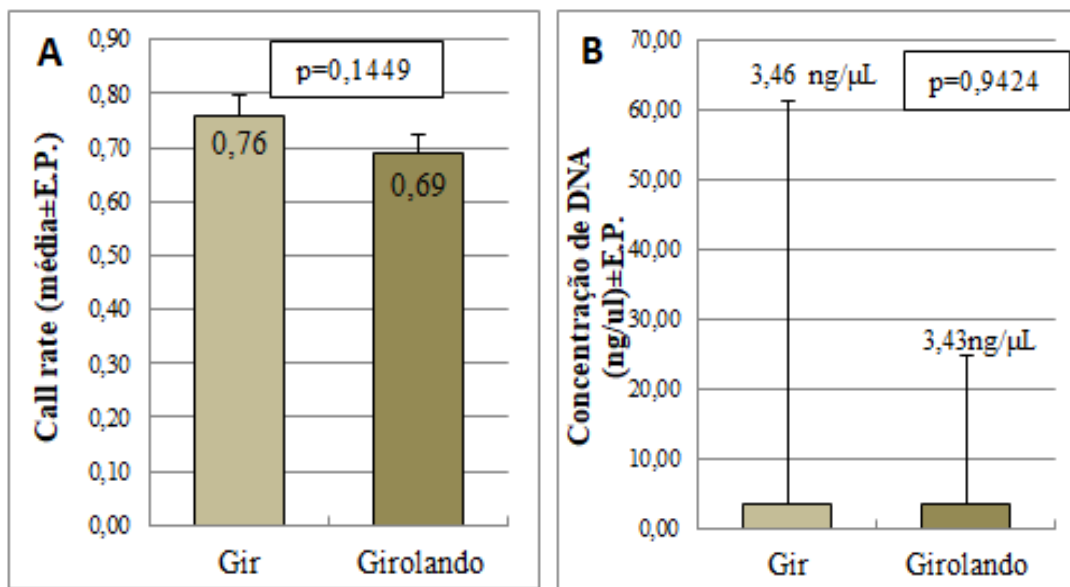 A
p=0,1449
Call rate (média±E.P.)
0,90
0,80
0,70
0,60
0,50
0,40
0,30
0,20
0,10
0,00
0,76
0,69
Gir
Girolando
B
3,46 ng/µL
p=0,9424
Concentração de DNA
(ng/ul)±E.P.
70,00
60,00
50,00
40,00
30,00
20,00
10,00
0,00
3,43ng/µL
Gir
Girolando